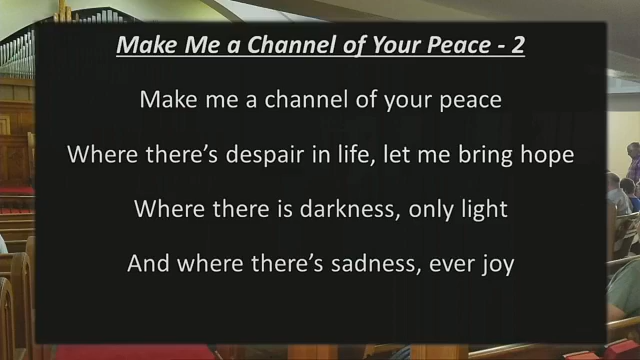 Make Me a Channel of Your Peace - 2
Make me a channel of your peace
Where there's despair in life, let me bring hope
Where there is darkness, only light
And where there's sadness, ever joy